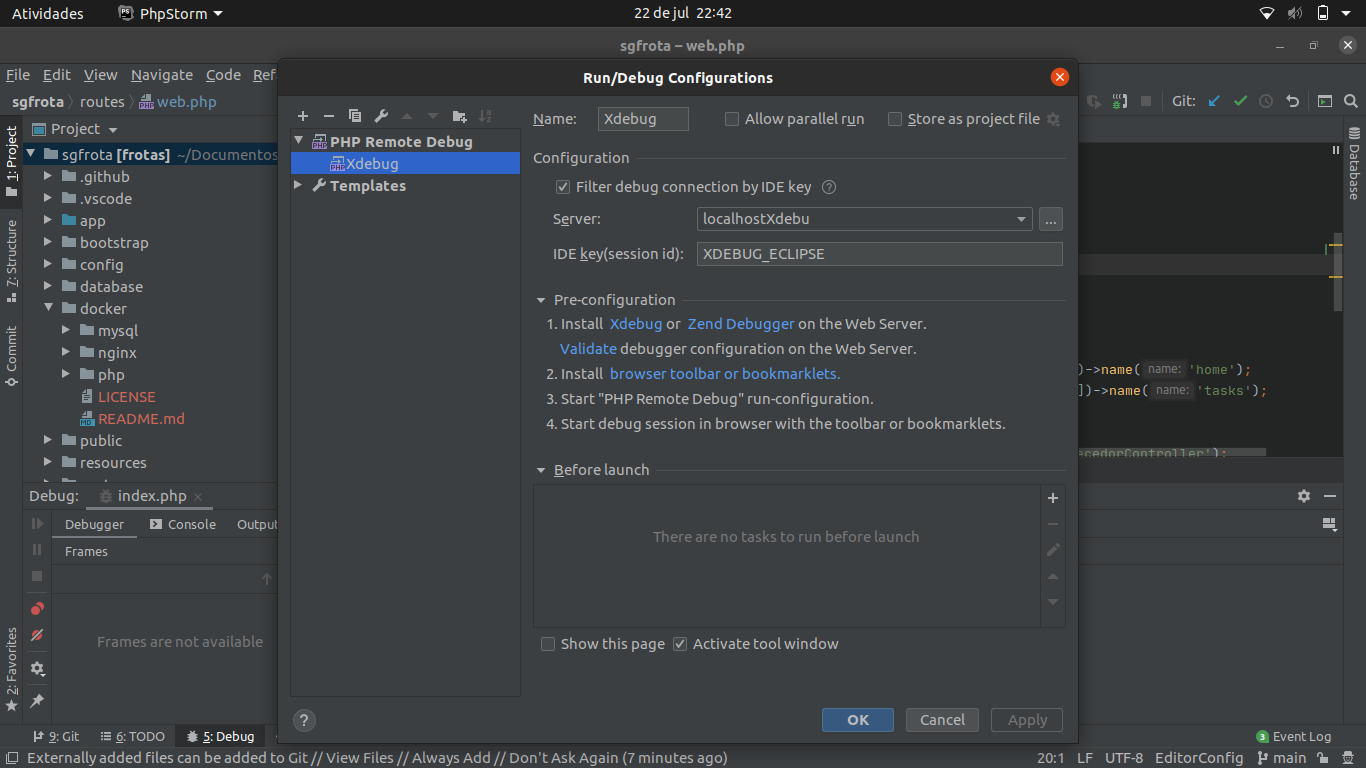 Atividades
PhpStorm
22 de jul 22:42
sgfrota – web.php
File Edit View Navigate Code Ref
Run/Debug Configurations
sgfrota routes web.php
Git:
Project
sgfrota [frotas] ~/Documentos
.github
.vscode
app
bootstrap
config
database
docker
mysql
nginx
php
LICENSE
README.md
public
resources
1: Project
7: Structure
Commit
2: Favorites
Database
PHP Remote Debug
Xdebug
Templates
Name: Xdebug
Allow parallel run
Store as project file
Configuration
Filter debug connection by IDE key ?
Server: localhostXdebu ...
IDE key(session id): XDEBUG_ECLIPSE
Pre-configuration
1. Install Xdebug or Zend Debugger on the Web Server.
Validate debugger configuration on the Web Server.
2. Install browser toolbar or bookmarklets.
3. Start "PHP Remote Debug" run-configuration.
4. Start debug session in browser with the toolbar or bookmarklets.
Before launch
There are no tasks to run before launch
Show this page
Activate tool window
?
OK
Cancel
Apply
)->name( name: 'home');
])->name( name: 'tasks');
ecedorController');
Debug: index.php
Debugger Console Output
Frames
Frames are not available
9: Git 6: TODO 5: Debug
3 Event Log
Externally added files can be added to Git // View Files // Always Add // Don't Ask Again (7 minutes ago)
20:1 LF UTF-8 EditorConfig main